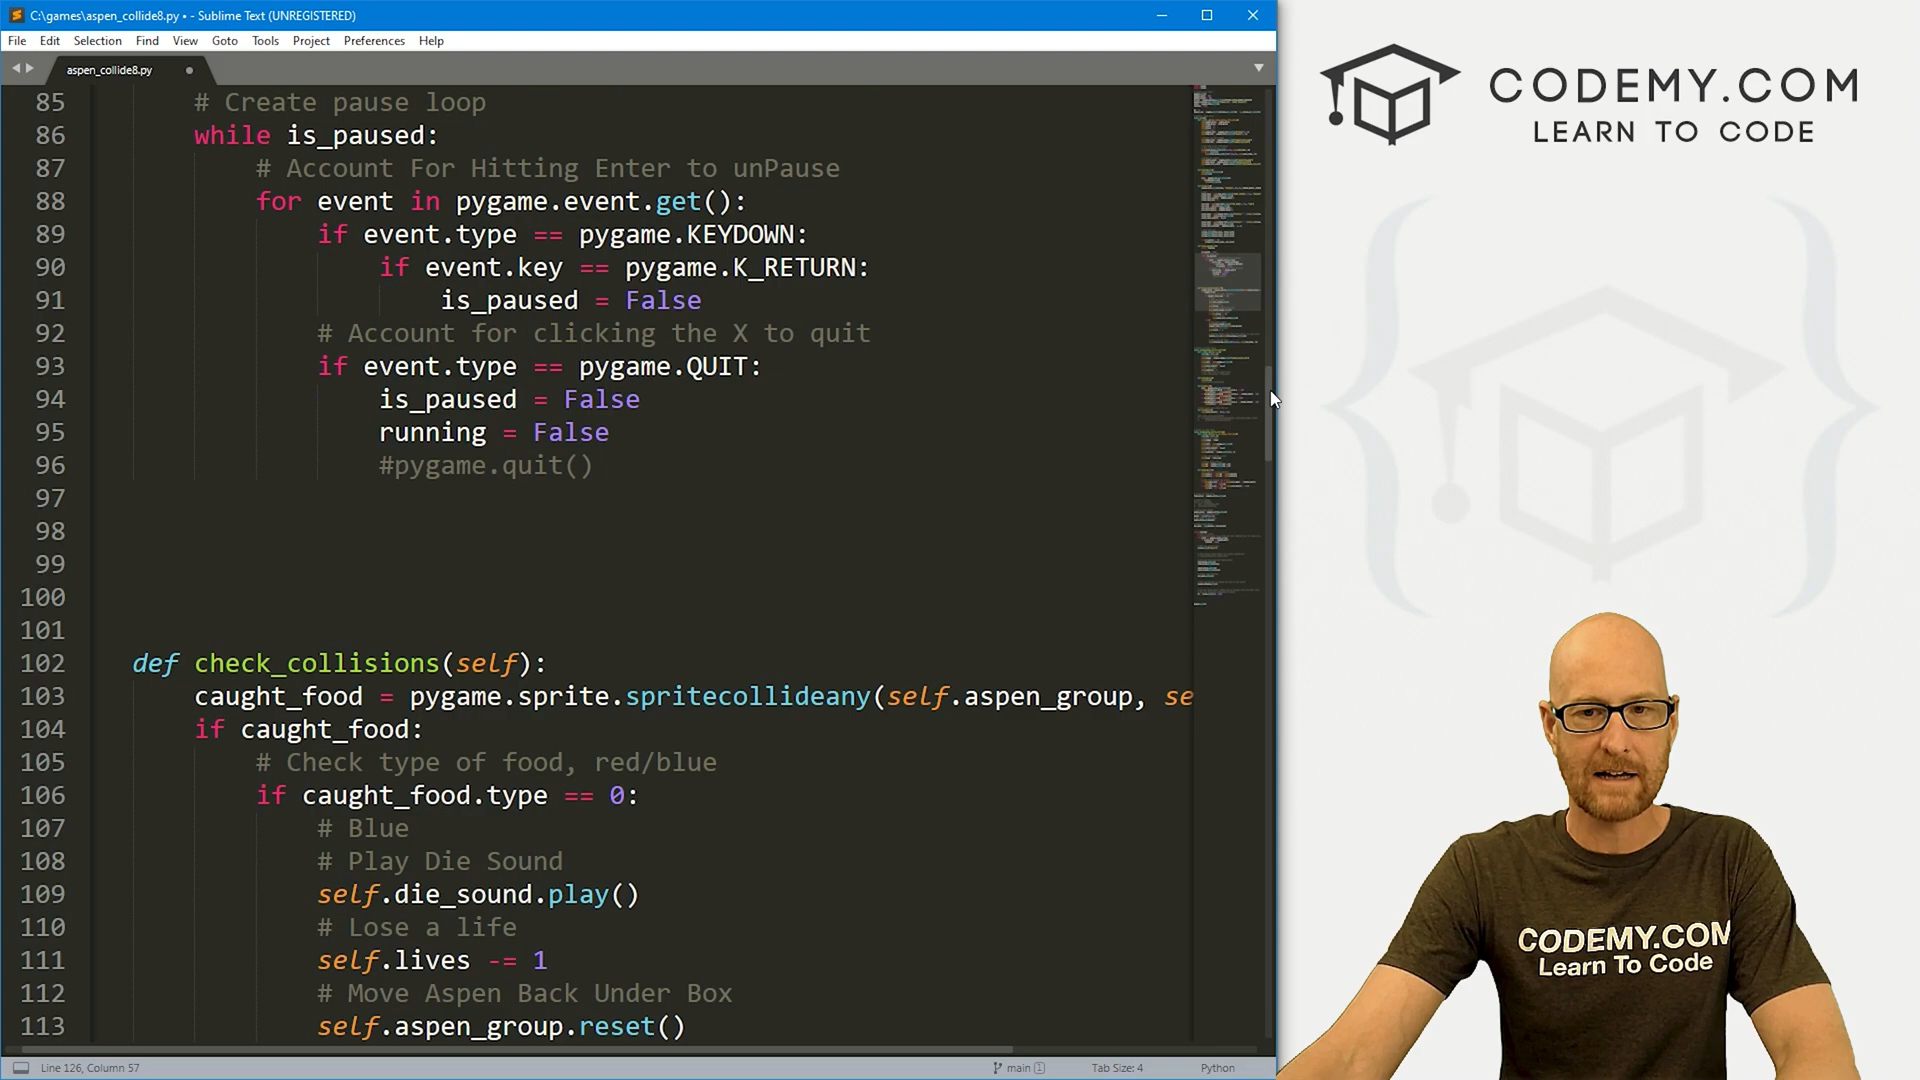 C:\games\aspen_collide8.py • - Sublime Text (UNREGISTERED)
File Edit Selection Find View Goto Tools Project Preferences Help
aspen_collide8.py
85 # Create pause loop
86 while is_paused:
87 # Account For Hitting Enter to unPause
88 for event in pygame.event.get():
89 if event.type == pygame.KEYDOWN:
90 if event.key == pygame.K_RETURN:
91 is_paused = False
92 # Account for clicking the X to quit
93 if event.type == pygame.QUIT:
94 is_paused = False
95 running = False
96 #pygame.quit()
97
98
99
100
101
102 def check_collisions(self):
103 caught_food = pygame.sprite.spritecollideany(self.aspen_group, se
104 if caught_food:
105 # Check type of food, red/blue
106 if caught_food.type == 0:
107 # Blue
108 # Play Die Sound
109 self.die_sound.play()
110 # Lose a life
111 self.lives -= 1
112 # Move Aspen Back Under Box
113 self.aspen_group.reset()
Line 126, Column 57
main 1
Tab Size: 4
Python
CODEMY.COM
LEARN TO CODE
CODEMY.COM
Learn To Code